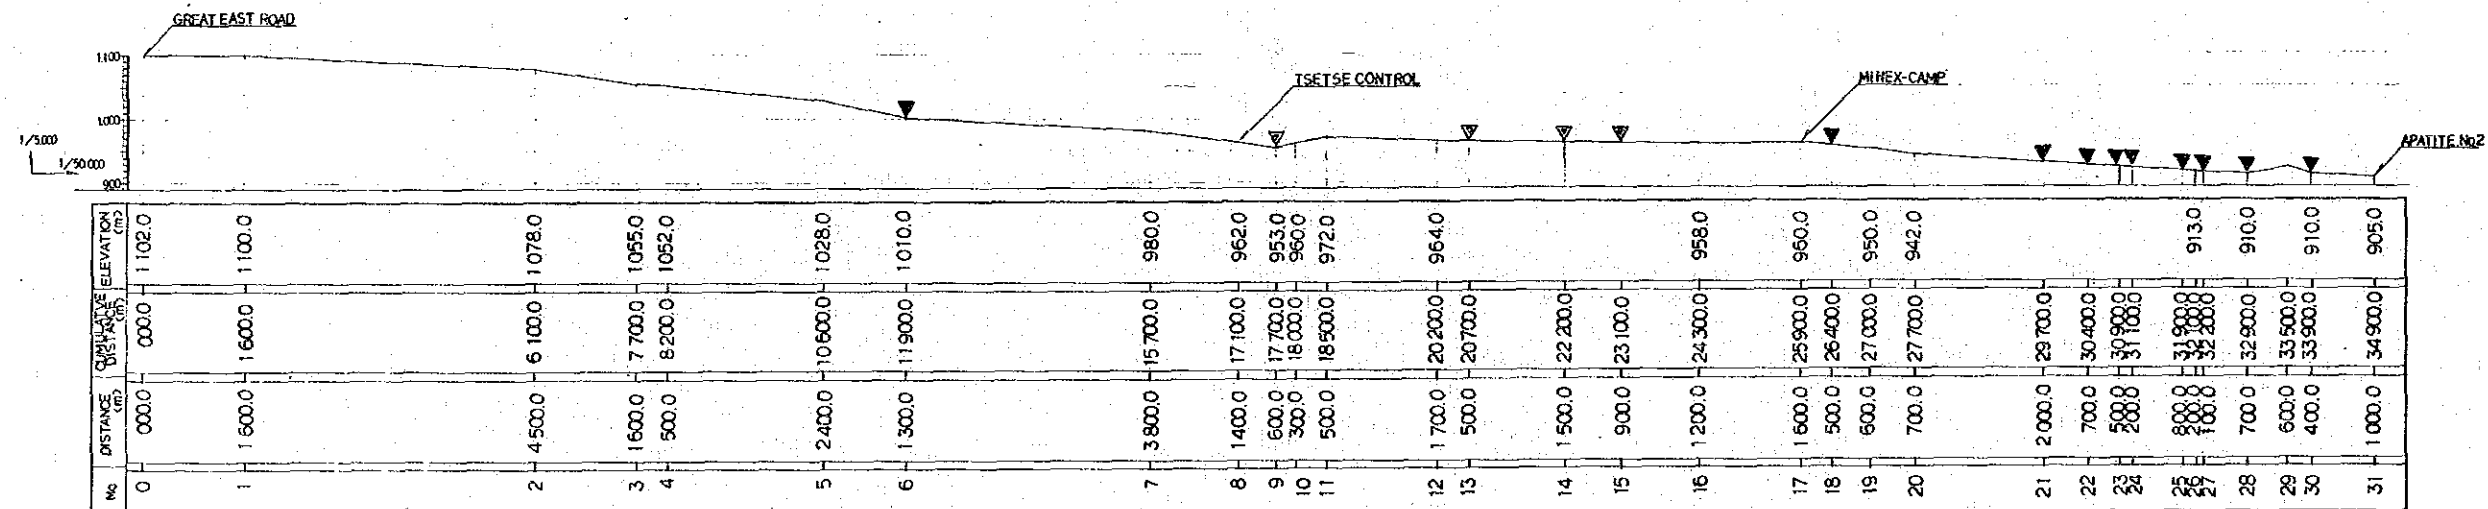 GREAT EAST ROAD
TSETSE CONTROL
MINEX-CAMP
APATITE.No2
1.100
1.000
900
1/5000
1/50 000
ELEVATION (m) 1102.0 1100.0 1078.0 1055.0 1052.0 1028.0 1010.0 980.0 962.0 953.0 960.0 972.0 964.0 958.0 960.0 950.0 942.0 913.0 910.0 910.0 905.0
CUMULATIVE DISTANCE (m) 000.0 1600.0 6100.0 7700.0 8200.0 10600.0 11900.0 15700.0 17100.0 17700.0 18000.0 18500.0 20200.0 20700.0 22200.0 23100.0 24300.0 25900.0 26400.0 27000.0 27700.0 29700.0 30400.0 30900.0 31100.0 31900.0 32100.0 32200.0 32900.0 33500.0 33900.0 34900.0
DISTANCE (m) 000.0 1600.0 4500.0 1600.0 500.0 2400.0 1300.0 3800.0 1400.0 600.0 300.0 500.0 1700.0 500.0 1500.0 900.0 1200.0 1600.0 500.0 600.0 700.0 2000.0 700.0 500.0 200.0 800.0 200.0 100.0 700.0 600.0 400.0 1000.0
No 0 1 2 3 4 5 6 7 8 9 10 11 12 13 14 15 16 17 18 19 20 21 22 23 24 25 26 27 28 29 30 31